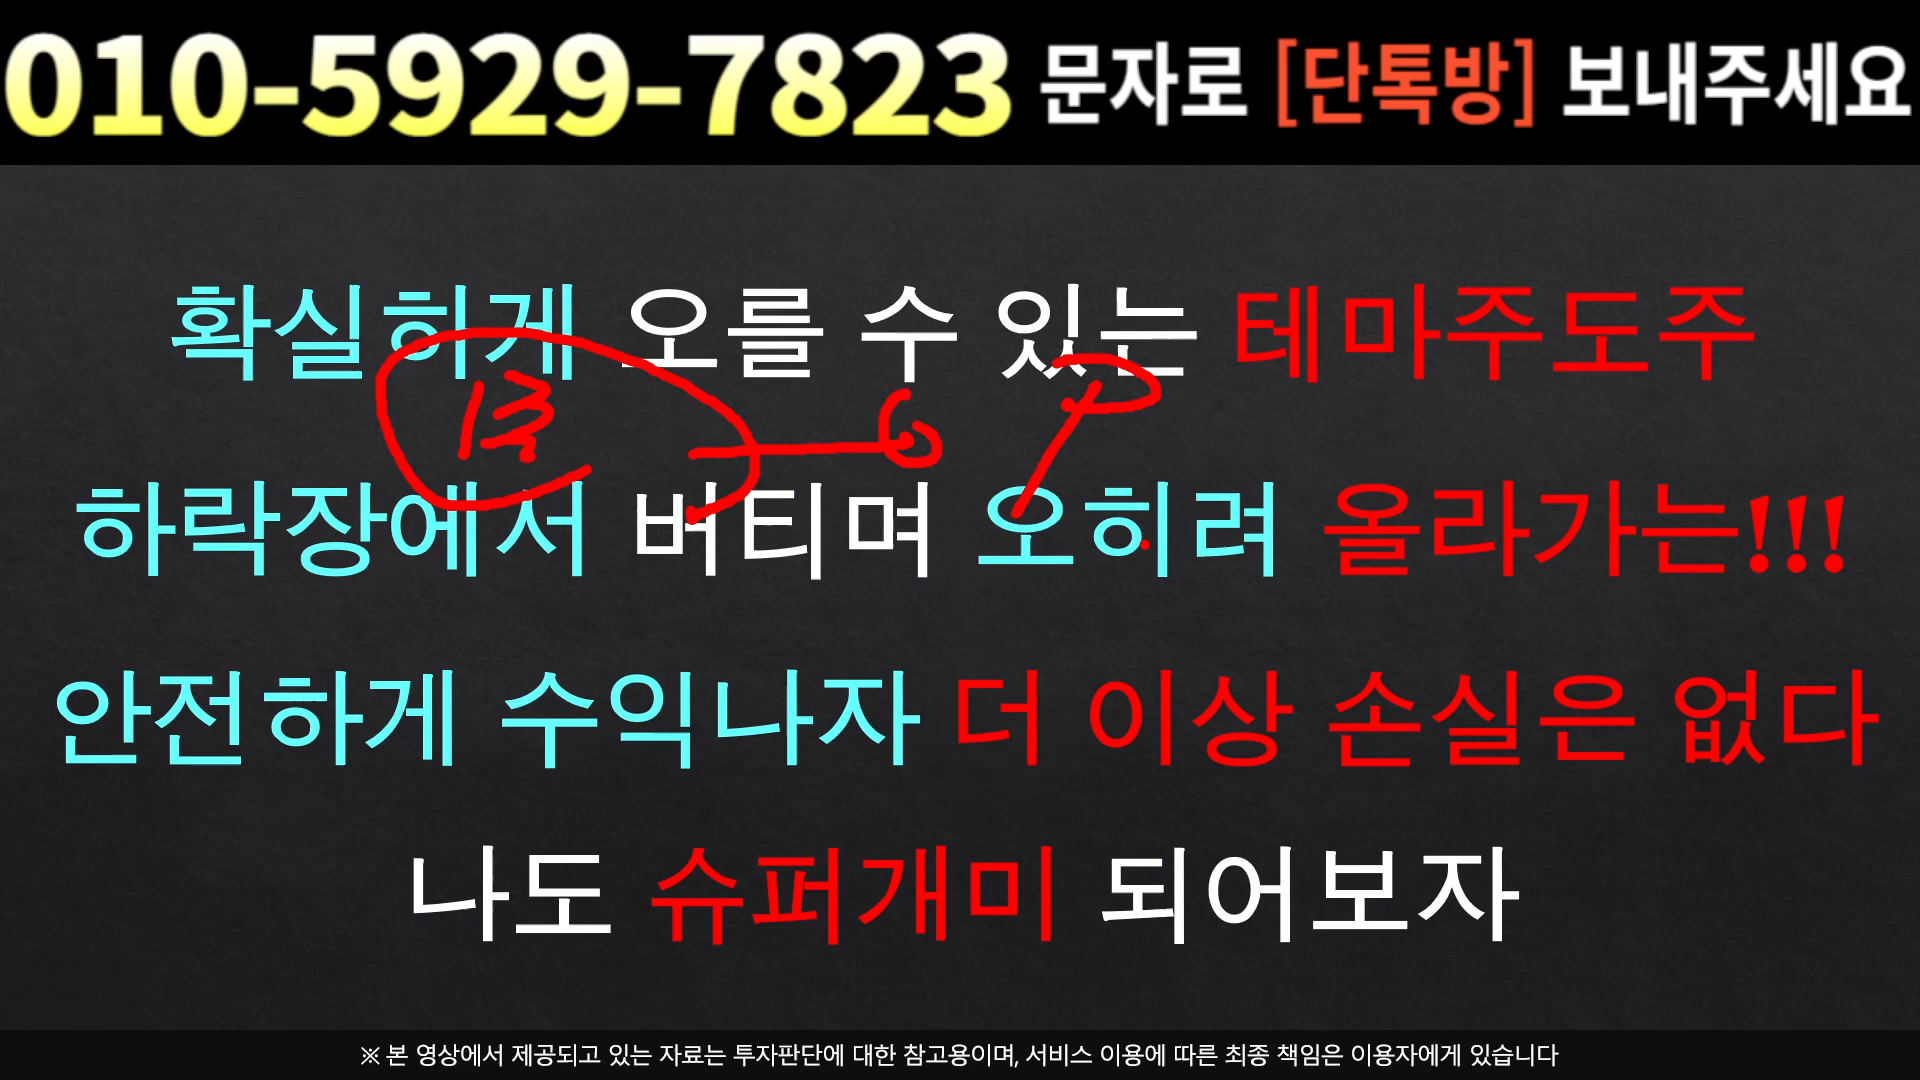 010-5929-7823 문자로 [단톡방] 보내주세요
확실하게 오를 수 있는 테마주도주
13
하락장에서 버티며 오히려 올라가는!!!
안전하게 수익나자 더 이상 손실은 없다
나도 슈퍼개미 되어보자
※ 본 영상에서 제공되고 있는 자료는 투자판단에 대한 참고용이며, 서비스 이용에 따른 최종 책임은 이용자에게 있습니다